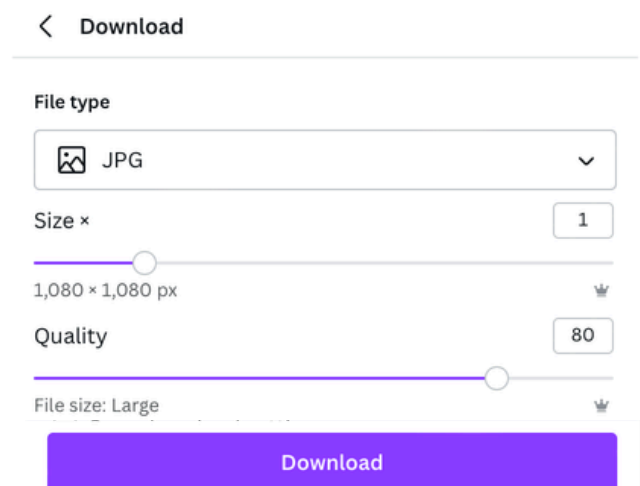 Download
File type
JPG
Size × 1
1,080 × 1,080 px
Quality 80
File size: Large
Download